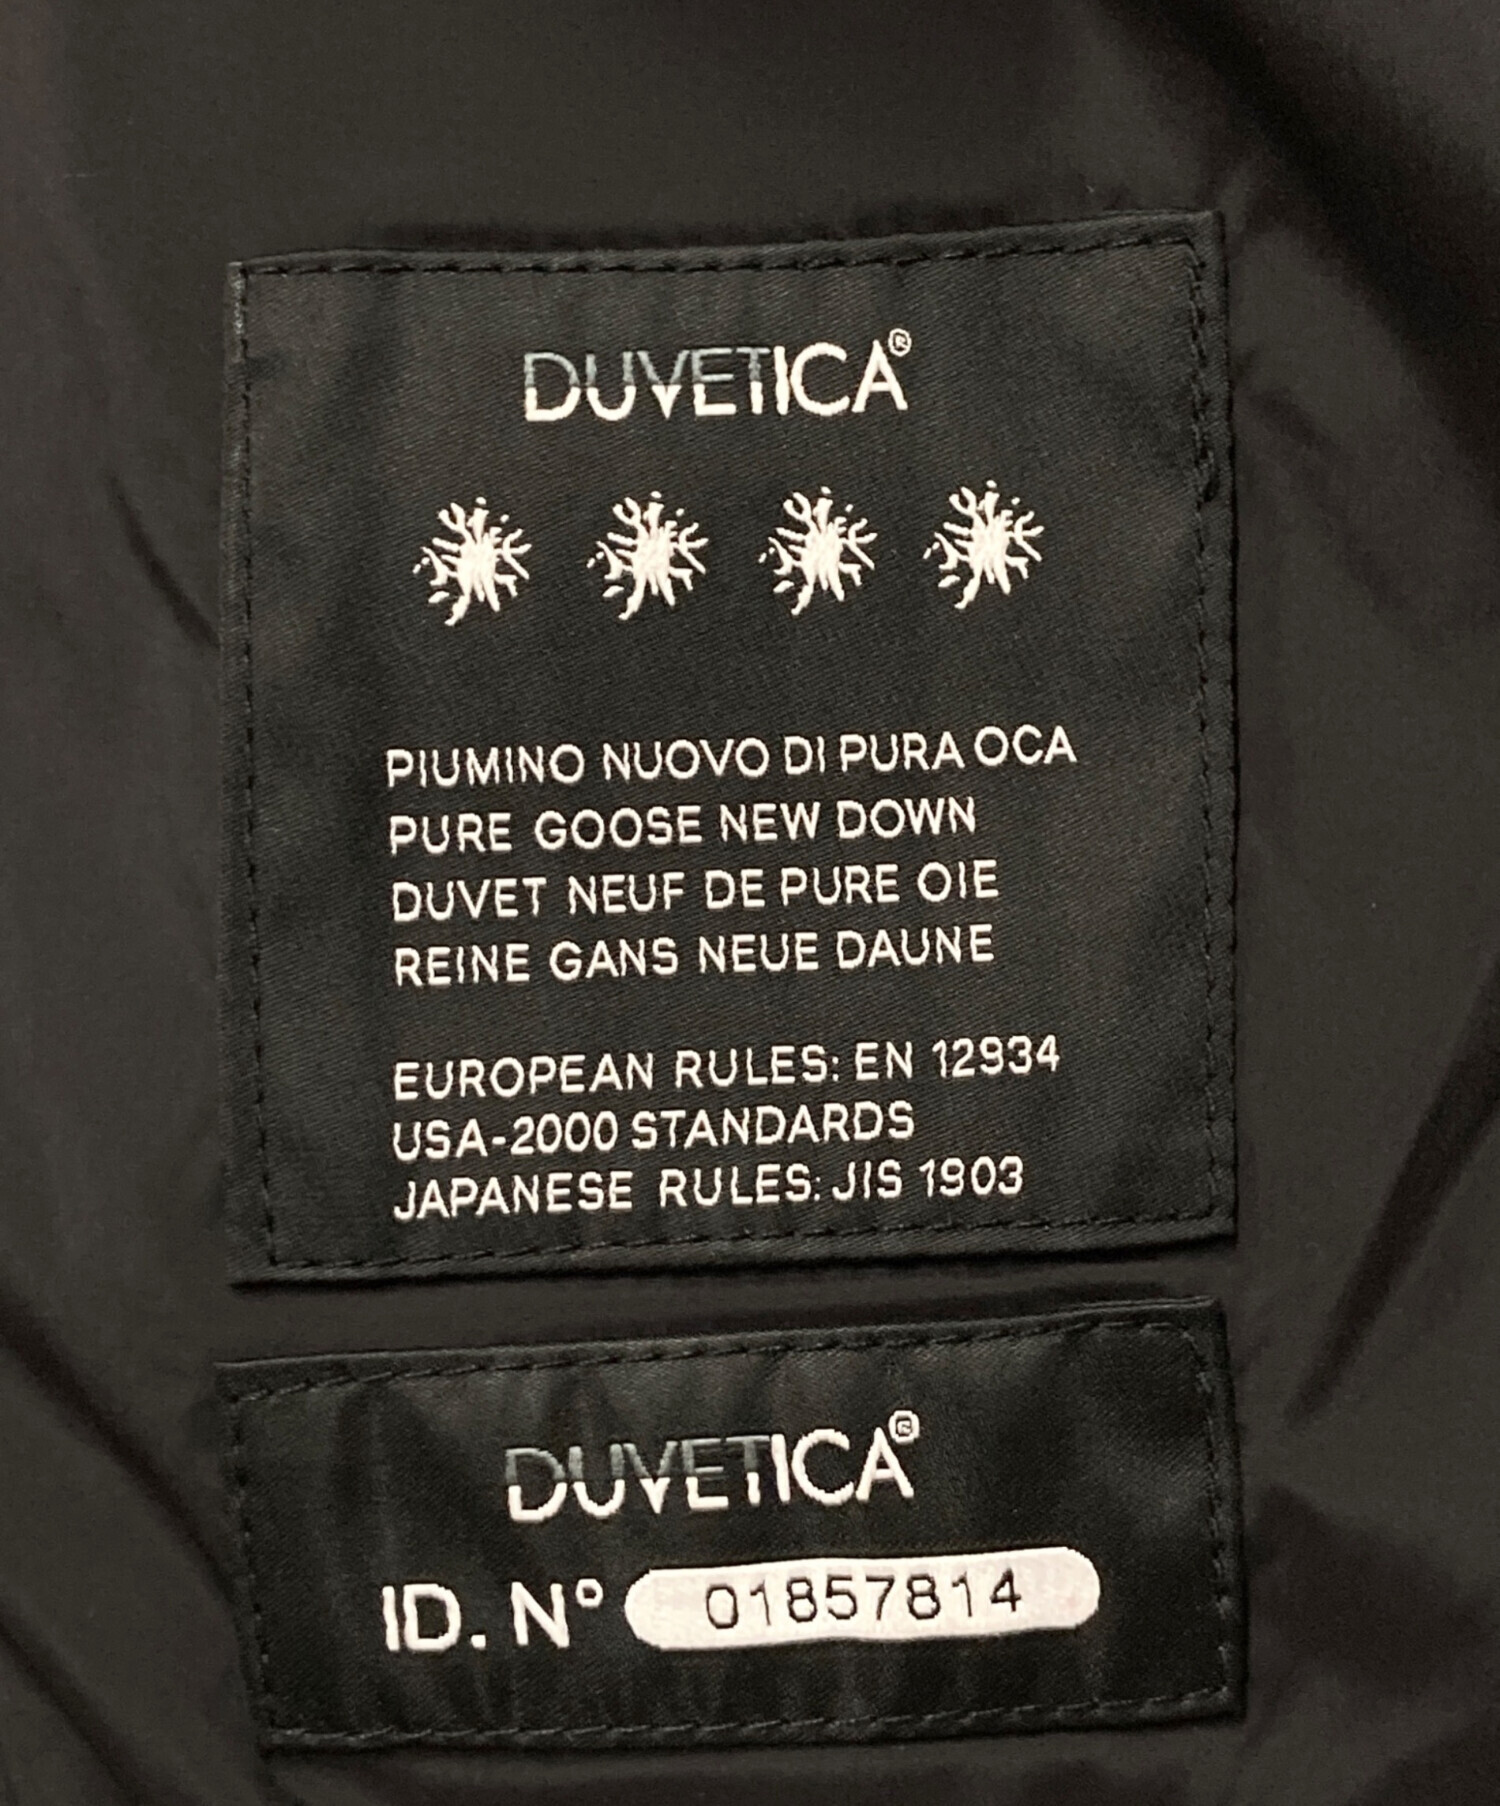 DUVETICA®
PIUMINO NUOVO DI PURA OCA
PURE GOOSE NEW DOWN
DUVET NEUF DE PURE OIE
REINE GANS NEUE DAUNE
EUROPEAN RULES: EN 12934
USA-2000 STANDARDS
JAPANESE RULES: JIS 1903
DUVETICA®
ID. N° 01857814